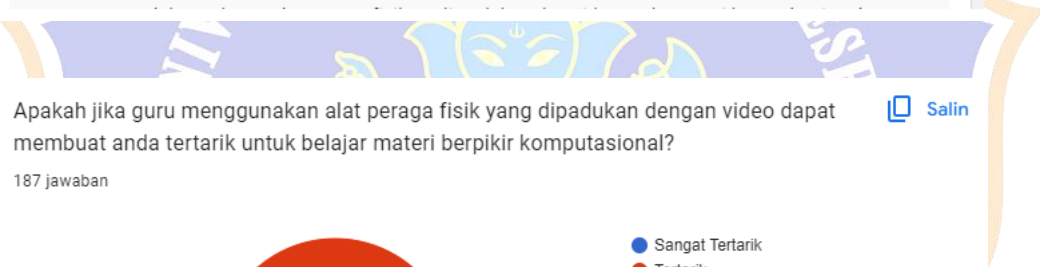 Apakah jika guru menggunakan alat peraga fisik yang dipadukan dengan video dapat
membuat anda tertarik untuk belajar materi berpikir komputasional?
Salin
187 jawaban
Sangat Tertarik
Tertarik